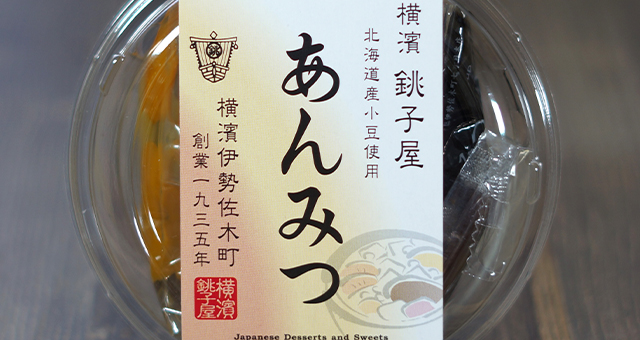 横濱 銚子屋
北海道産小豆使用
あんみつ
横濱伊勢佐木町
創業一九三五年
横濱
銚子屋
Japanese Desserts and Sweets